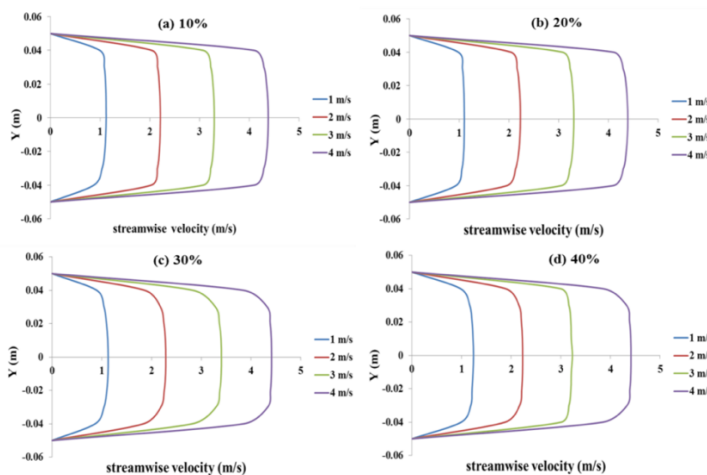 (a) 10%
0.06
0.04
0.02
0
-0.02
-0.04
-0.06
Y (m)
0 1 2 3 4 5
1 m/s
2 m/s
3 m/s
4 m/s
streamwise velocity (m/s)
(b) 20%
0.06
0.04
0.02
0
-0.02
-0.04
-0.06
Y (m)
0 1 2 3 4 5
1 m/s
2 m/s
3 m/s
4 m/s
streamwise velocity (m/s)
(c) 30%
0.06
0.04
0.02
0
-0.02
-0.04
-0.06
Y (m)
0 1 2 3 4 5
1 m/s
2 m/s
3 m/s
4 m/s
streamwise velocity (m/s)
(d) 40%
0.06
0.04
0.02
0
-0.02
-0.04
-0.06
Y (m)
0 1 2 3 4 5
1 m/s
2 m/s
3 m/s
4 m/s
streamwise velocity (m/s)